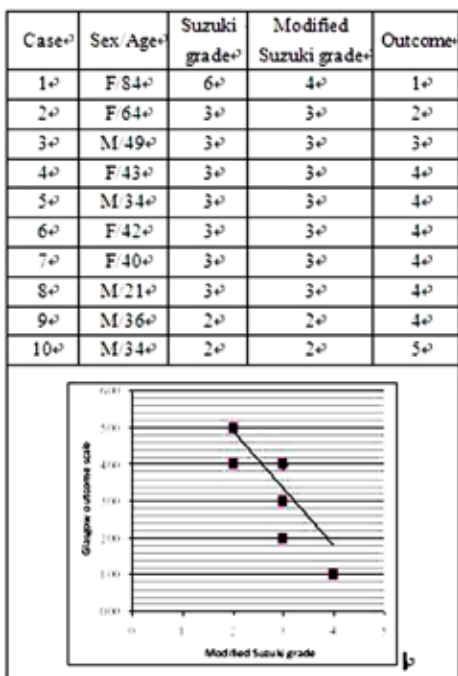 Case Sex/Age Suzuki grade Modified Suzuki grade Outcome
1 F/84 6 4 1
2 F/64 3 3 2
3 M/49 3 3 3
4 F/43 3 3 4
5 M/34 3 3 4
6 F/42 3 3 4
7 F/40 3 3 4
8 M/21 3 3 4
9 M/36 2 2 4
10 M/34 2 2 5
Glasgow outcome scale
6.00
5.00
4.00
3.00
2.00
1.00
0.00
0 1 2 3 4 5
Modified Suzuki grade